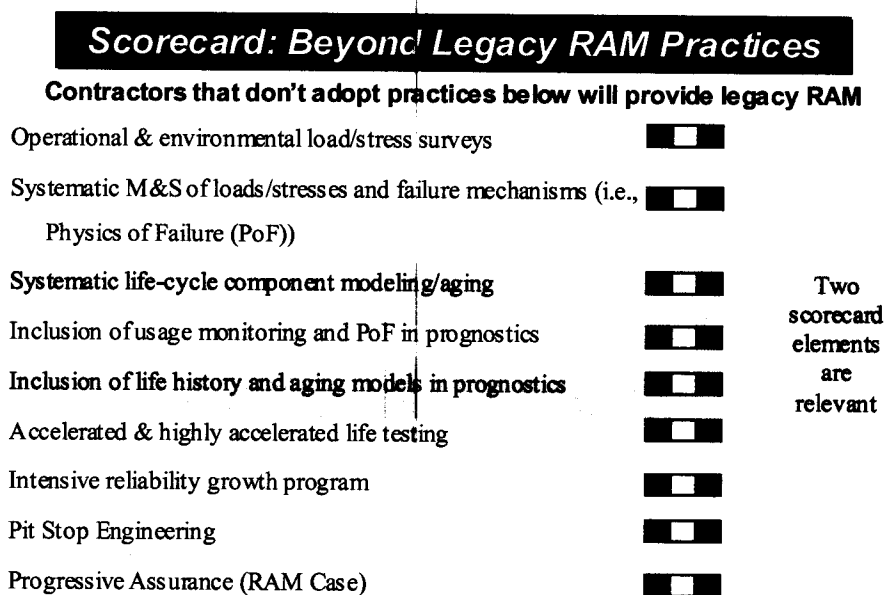 Scorecard: Beyond Legacy RAM Practices
Contractors that don't adopt practices below will provide legacy RAM
Operational & environmental load/stress surveys
Systematic M&S of loads/stresses and failure mechanisms (i.e.,
Physics of Failure (PoF))
Systematic life-cycle component modeling/aging
Inclusion of usage monitoring and PoF in prognostics
Inclusion of life history and aging models in prognostics
Accelerated & highly accelerated life testing
Intensive reliability growth program
Pit Stop Engineering
Progressive Assurance (RAM Case)
Two
scorecard
elements
are
relevant